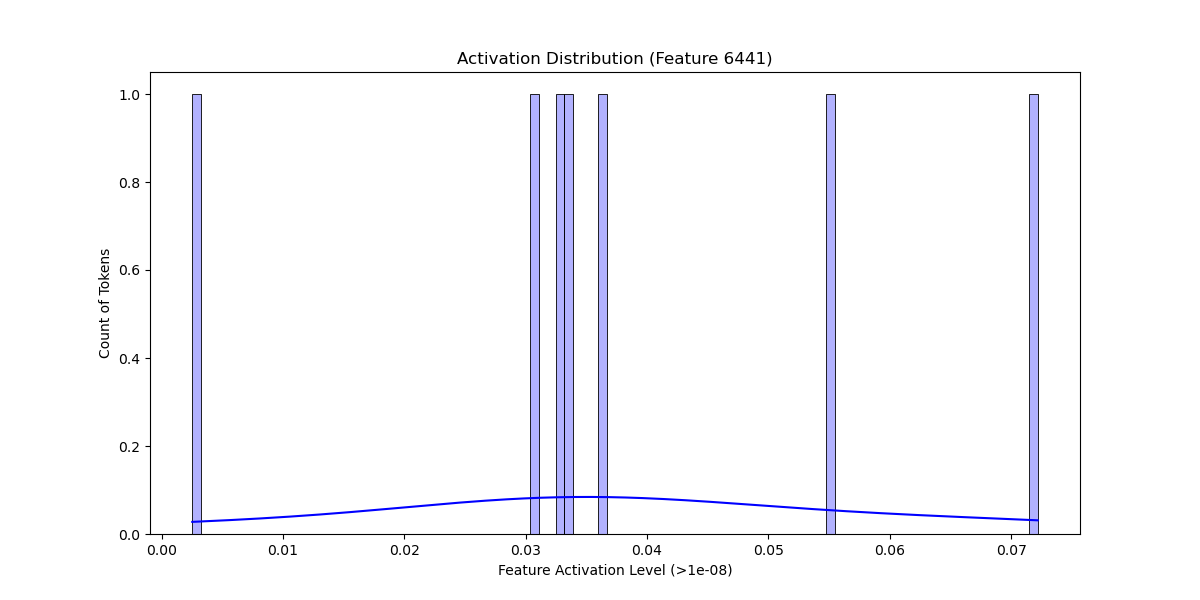 Activation Distribution (Feature 6441)
1.0
0.8
0.6
0.4
0.2
0.0
Count of Tokens
0.00 0.01 0.02 0.03 0.04 0.05 0.06 0.07
Feature Activation Level (>1e-08)